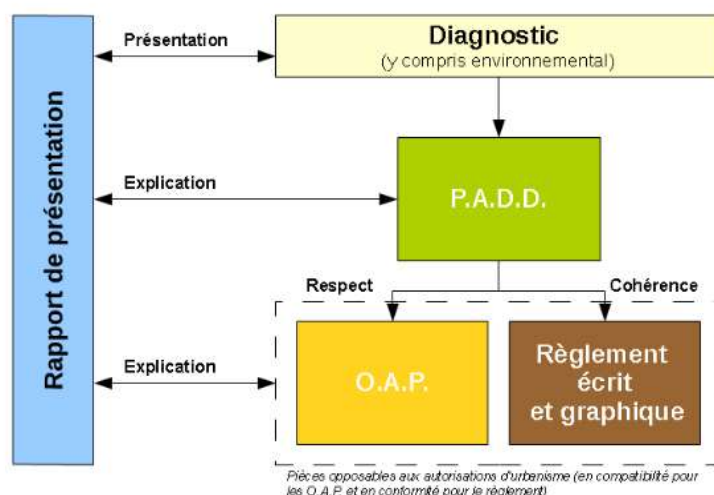 Rapport de présentation
Présentation
Diagnostic
(y compris environnemental)
Explication
P.A.D.D.
Respect
Cohérence
Explication
O.A.P.
Règlement
écrit
et graphique
Pièces opposables aux autorisations d'urbanisme (en compatibilité pour
les O.A.P. et en conformité pour le règlement)